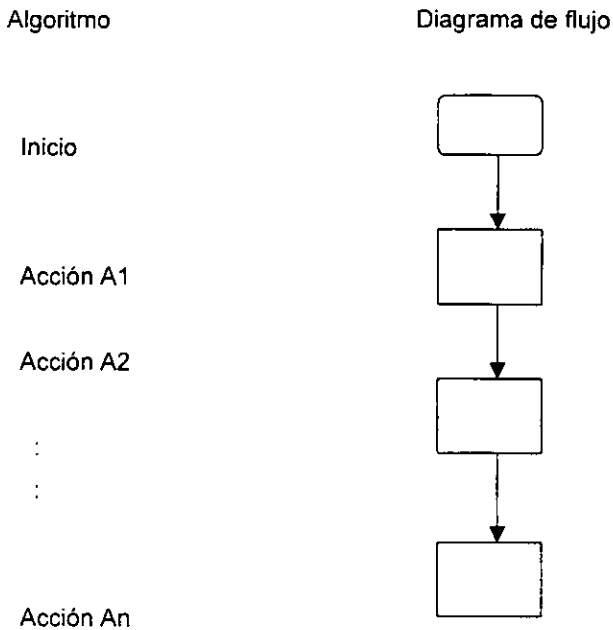 Algoritmo Diagrama de flujo
Inicio
Acción A1
Acción A2
:
:
Acción An